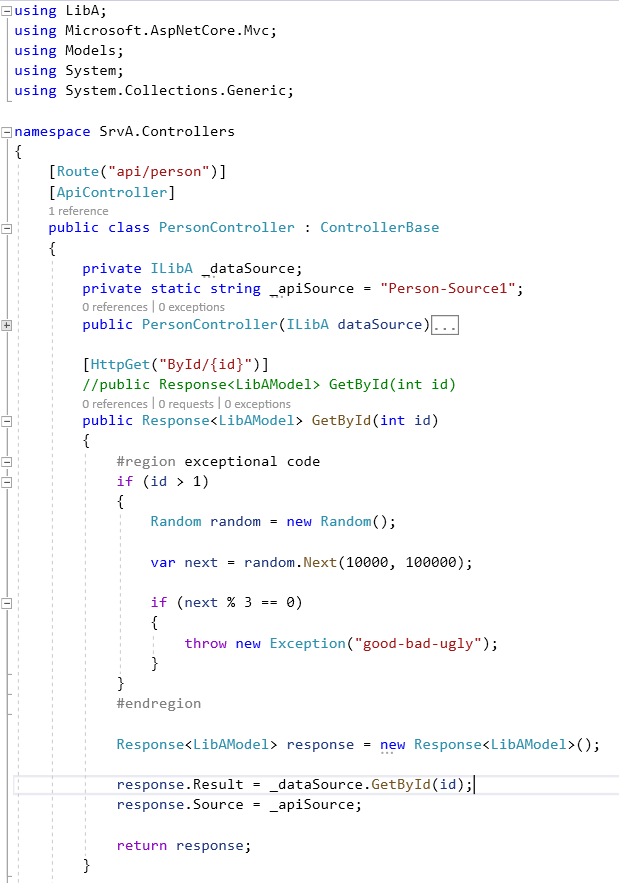 using LibA;
using Microsoft.AspNetCore.Mvc;
using Models;
using System;
using System.Collections.Generic;
namespace SrvA.Controllers
{
[Route("api/person")]
[ApiController]
1 reference
public class PersonController : ControllerBase
{
private ILibA _dataSource;
private static string _apiSource = "Person-Source1";
0 references | 0 exceptions
public PersonController(ILibA dataSource)...
[HttpGet("ById/{id}")]
//public Response<LibAModel> GetById(int id)
0 references | 0 requests | 0 exceptions
public Response<LibAModel> GetById(int id)
{
#region exceptional code
if (id > 1)
{
Random random = new Random();
var next = random.Next(10000, 100000);
if (next % 3 == 0)
{
throw new Exception("good-bad-ugly");
}
}
#endregion
Response<LibAModel> response = new Response<LibAModel>();
response.Result = _dataSource.GetById(id);
response.Source = _apiSource;
return response;
}